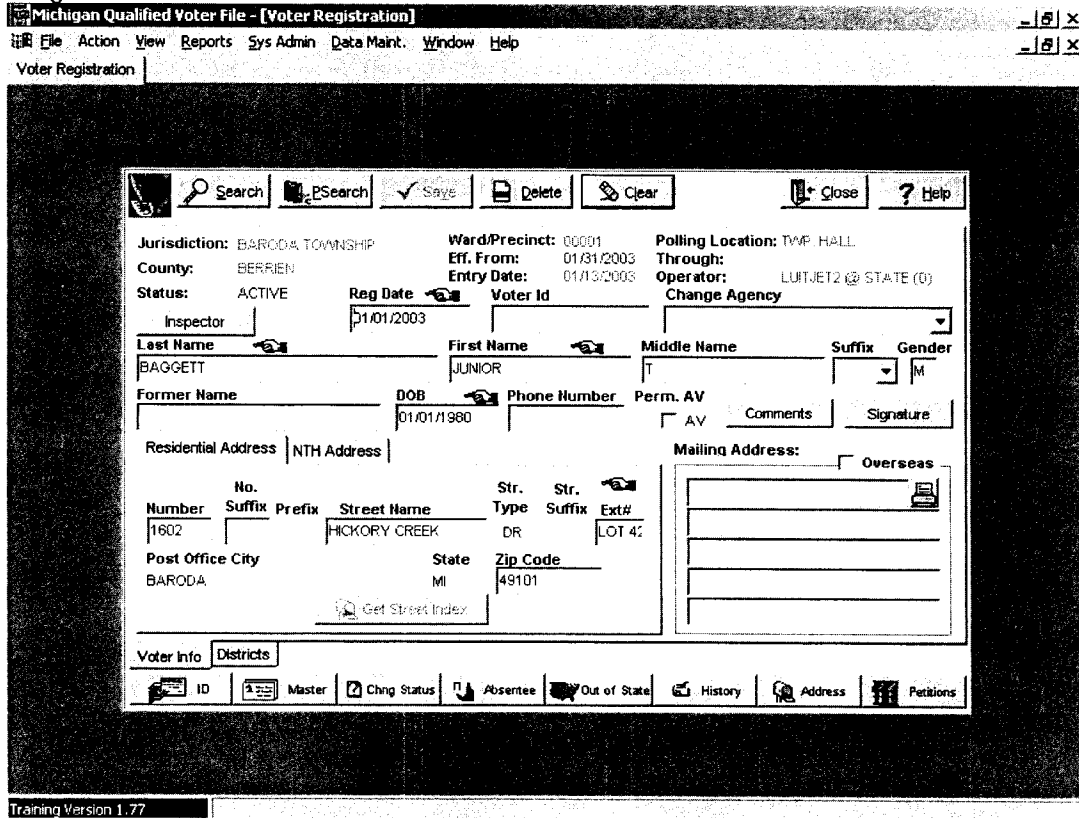 Michigan Qualified Voter File - [Voter Registration]
File Action View Reports Sys Admin Data Maint. Window Help
Voter Registration
Search PSearch Save Delete Clear Close ? Help
Jurisdiction: BARODA TOWNSHIP Ward/Precinct: 00001 Polling Location: TWP. HALL
County: BERRIEN Eff. From: 01/31/2003 Through:
Entry Date: 01/13/2003 Operator: LUITJET2 @ STATE (0)
Status: ACTIVE Reg Date Voter Id Change Agency
Inspector 01/01/2003
Last Name First Name Middle Name Suffix Gender
BAGGETT JUNIOR T M
Former Name DOB Phone Number Perm. AV
01/01/1980 AV Comments Signature
Residential Address NTH Address Mailing Address: Overseas
No. Str. Str.
Number Suffix Prefix Street Name Type Suffix Ext#
1602 HICKORY CREEK DR LOT 42
Post Office City State Zip Code
BARODA MI 49101
Get Street Index
Voter Info Districts
ID Master Chng Status Absentee Out of State History Address Petitions
Training Version 1.77